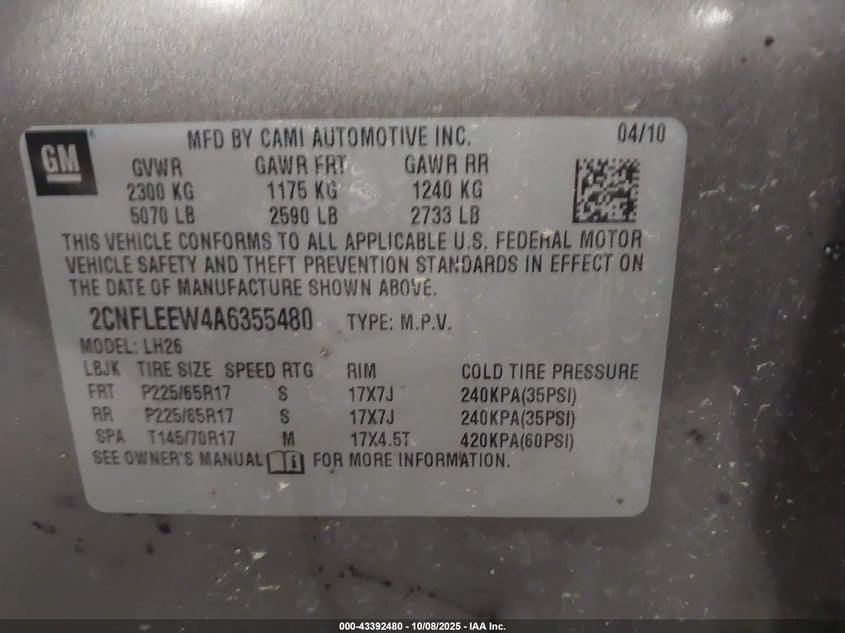 GM
MFD BY CAMI AUTOMOTIVE INC. 04/10
GVWR GAWR FRT GAWR RR
2300 KG 1175 KG 1240 KG
5070 LB 2590 LB 2733 LB
THIS VEHICLE CONFORMS TO ALL APPLICABLE U.S. FEDERAL MOTOR
VEHICLE SAFETY AND THEFT PREVENTION STANDARDS IN EFFECT ON
THE DATE OF MANUFACTURE SHOWN ABOVE.
2CNFLEEW4A6355480 TYPE: M.P.V.
MODEL: LH26
LBJK TIRE SIZE SPEED RTG RIM COLD TIRE PRESSURE
FRT P225/65R17 S 17X7J 240KPA(35PSI)
RR P225/65R17 S 17X7J 240KPA(35PSI)
SPA T145/70R17 M 17X4.5T 420KPA(60PSI)
SEE OWNER'S MANUAL i FOR MORE INFORMATION.
000-43392480 - 10/08/2025 - IAA Inc.